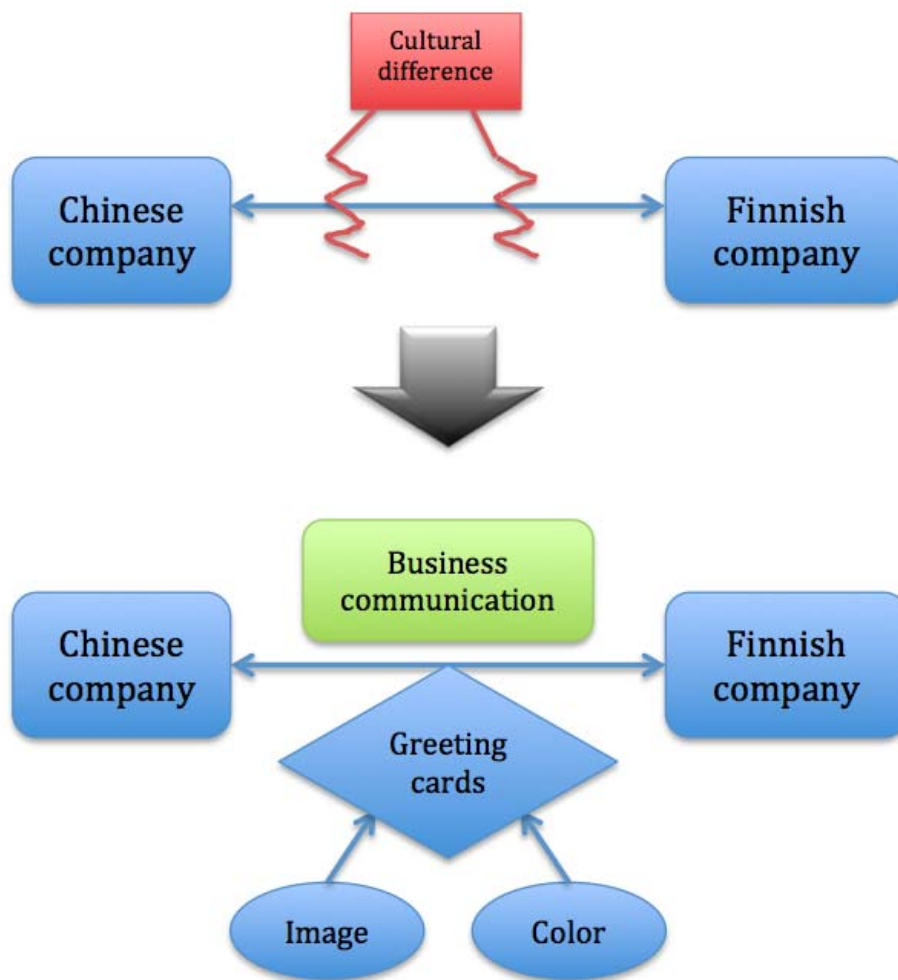 Cultural
difference
Chinese
company
Finnish
company
Business
communication
Chinese
company
Finnish
company
Greeting
cards
Image
Color